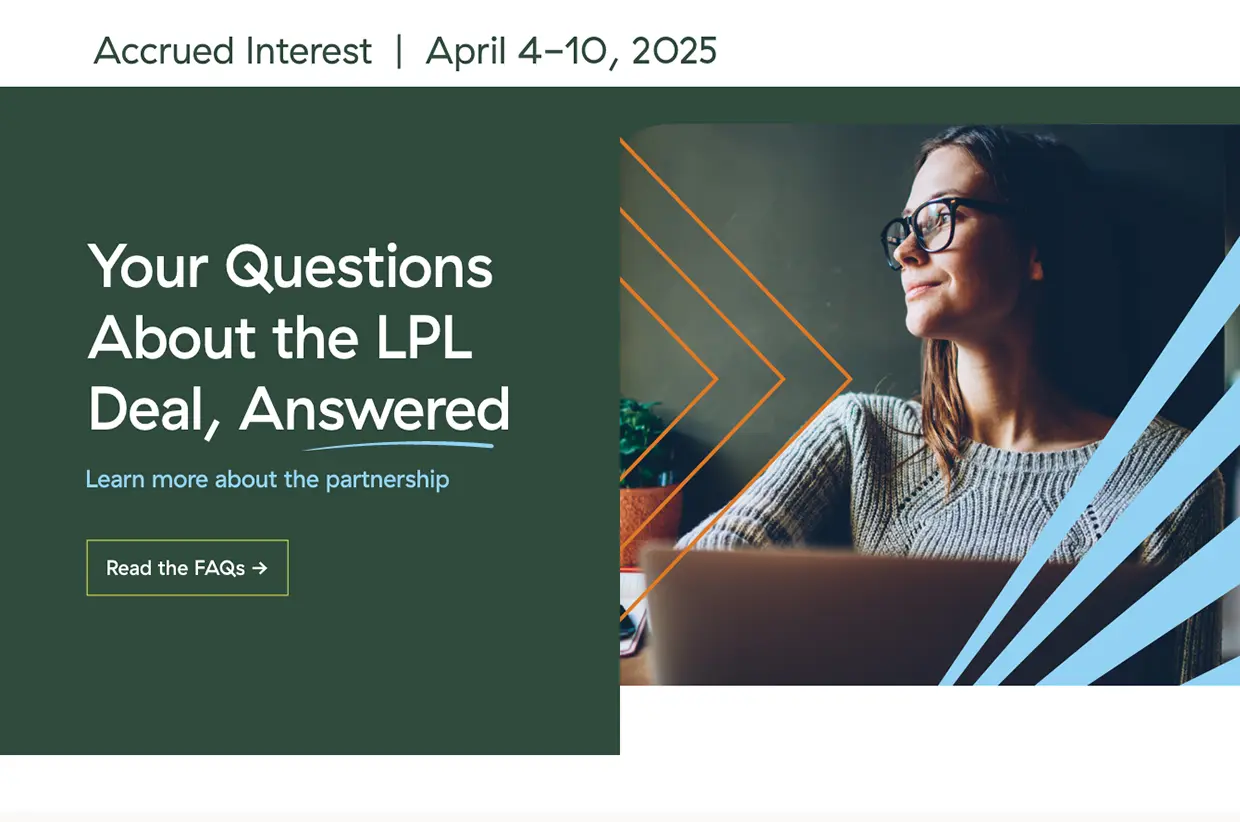 Accrued Interest | April 4–10, 2025
Your Questions
About the LPL
Deal, Answered
Learn more about the partnership
Read the FAQs →